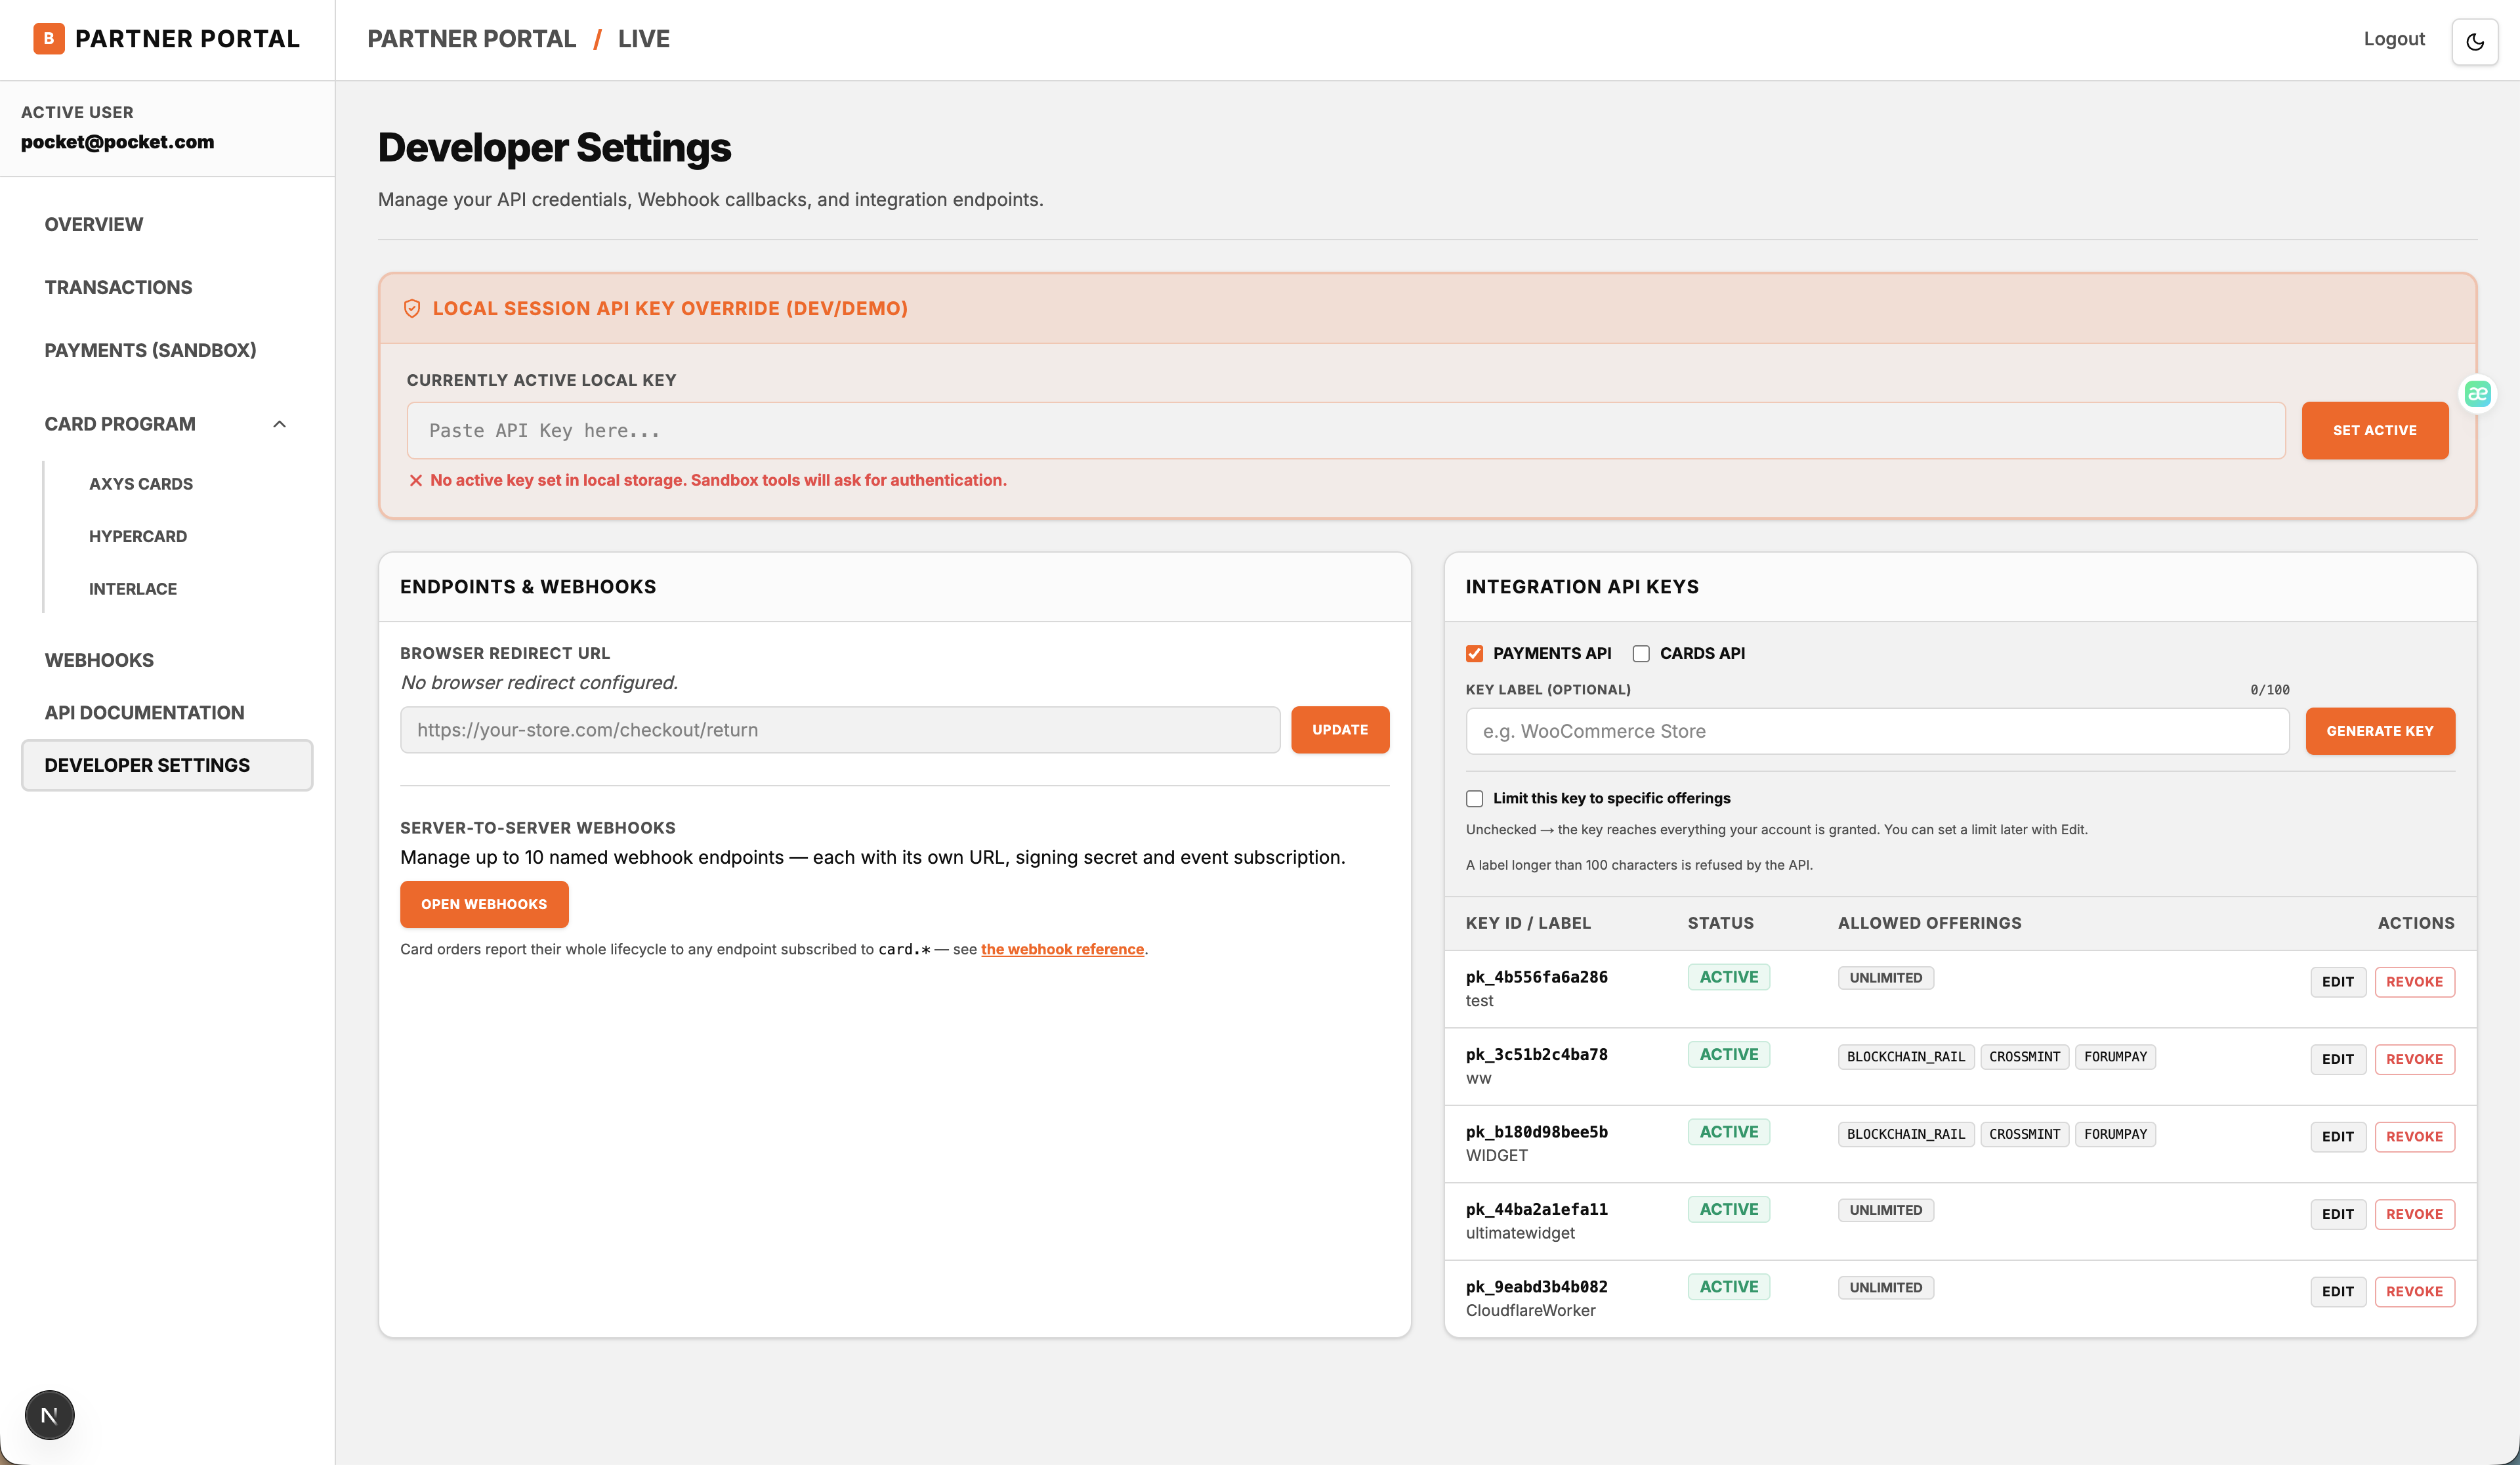 B PARTNER PORTAL
PARTNER PORTAL / LIVE
Logout
ACTIVE USER
pocket@pocket.com
OVERVIEW
TRANSACTIONS
PAYMENTS (SANDBOX)
CARD PROGRAM
AXYS CARDS
HYPERCARD
INTERLACE
WEBHOOKS
API DOCUMENTATION
DEVELOPER SETTINGS
N
Developer Settings
Manage your API credentials, Webhook callbacks, and integration endpoints.
LOCAL SESSION API KEY OVERRIDE (DEV/DEMO)
CURRENTLY ACTIVE LOCAL KEY
Paste API Key here...
SET ACTIVE
æ
No active key set in local storage. Sandbox tools will ask for authentication.
ENDPOINTS & WEBHOOKS
BROWSER REDIRECT URL
No browser redirect configured.
https://your-store.com/checkout/return
UPDATE
SERVER-TO-SERVER WEBHOOKS
Manage up to 10 named webhook endpoints — each with its own URL, signing secret and event subscription.
OPEN WEBHOOKS
Card orders report their whole lifecycle to any endpoint subscribed to card.* — see the webhook reference.
INTEGRATION API KEYS
PAYMENTS API CARDS API
KEY LABEL (OPTIONAL) 0/100
e.g. WooCommerce Store
GENERATE KEY
Limit this key to specific offerings
Unchecked → the key reaches everything your account is granted. You can set a limit later with Edit.
A label longer than 100 characters is refused by the API.
KEY ID / LABEL STATUS ALLOWED OFFERINGS ACTIONS
pk_4b556fa6a286 ACTIVE UNLIMITED EDIT REVOKE
test
pk_3c51b2c4ba78 ACTIVE BLOCKCHAIN_RAIL CROSSMINT FORUMPAY EDIT REVOKE
ww
pk_b180d98bee5b ACTIVE BLOCKCHAIN_RAIL CROSSMINT FORUMPAY EDIT REVOKE
WIDGET
pk_44ba2a1efa11 ACTIVE UNLIMITED EDIT REVOKE
ultimatewidget
pk_9eabd3b4b082 ACTIVE UNLIMITED EDIT REVOKE
CloudflareWorker